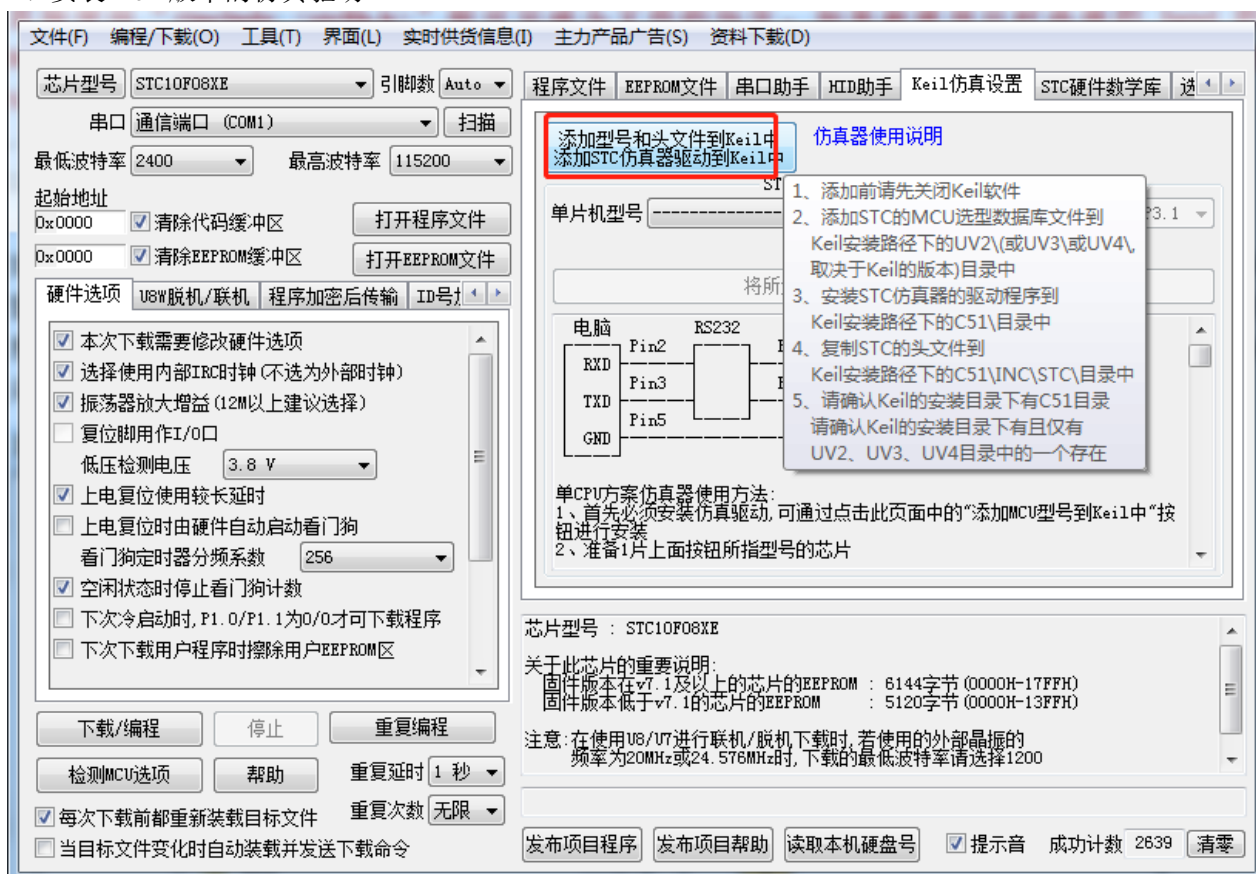 文件(F) 编程/下载(O) 工具(T) 界面(L) 实时供货信息(I) 主力产品广告(S) 资料下载(D)
芯片型号 STC10F08XE 引脚数 Auto
串口 通信端口 (COM1) 扫描
最低波特率 2400 最高波特率 115200
起始地址
0x0000 清除代码缓冲区 打开程序文件
0x0000 清除EEPROM缓冲区 打开EEPROM文件
硬件选项 U8W脱机/联机 程序加密后传输 ID号
本次下载需要修改硬件选项
选择使用内部IRC时钟(不选为外部时钟)
振荡器放大增益(12M以上建议选择)
复位脚用作I/O口
低压检测电压 3.8 V
上电复位使用较长延时
上电复位时由硬件自动启动看门狗
看门狗定时器分频系数 256
空闲状态时停止看门狗计数
下次冷启动时,P1.0/P1.1为0/0才可下载程序
下次下载用户程序时擦除用户EEPROM区
下载/编程 停止 重复编程
检测MCU选项 帮助 重复延时 1 秒
每次下载前都重新装载目标文件 重复次数 无限
当目标文件变化时自动装载并发送下载命令
程序文件 EEPROM文件 串口助手 HID助手 Keil仿真设置 STC硬件数学库 选
添加型号和头文件到Keil中
添加STC仿真器驱动到Keil中
仿真器使用说明
ST
单片机型号 ---------- P3.1
将所
1、添加前请先关闭Keil软件
2、添加STC的MCU选型数据库文件到
Keil安装路径下的UV2\(或UV3\或UV4\,
取决于Keil的版本)目录中
3、安装STC仿真器的驱动程序到
Keil安装路径下的C51\目录中
4、复制STC的头文件到
Keil安装路径下的C51\INC\STC\目录中
5、请确认Keil的安装目录下有C51目录
请确认Keil的安装目录下有且仅有
UV2、UV3、UV4目录中的一个存在
电脑 RS232
Pin2
RXD
Pin3
TXD
Pin5
GND
单CPU方案仿真器使用方法:
1、首先必须安装仿真驱动,可通过点击此页面中的“添加MCU型号到Keil中“按
钮进行安装
2、准备1片上面按钮所指型号的芯片
芯片型号 : STC10F08XE
关于此芯片的重要说明:
固件版本在v7.1及以上的芯片的EEPROM : 6144字节(0000H-17FFH)
固件版本低于v7.1的芯片的EEPROM : 5120字节(0000H-13FFH)
注意:在使用U8/U7进行联机/脱机下载时,若使用的外部晶振的
频率为20MHz或24.576MHz时,下载的最低波特率请选择1200
发布项目程序 发布项目帮助 读取本机硬盘号 提示音 成功计数 2639 清零